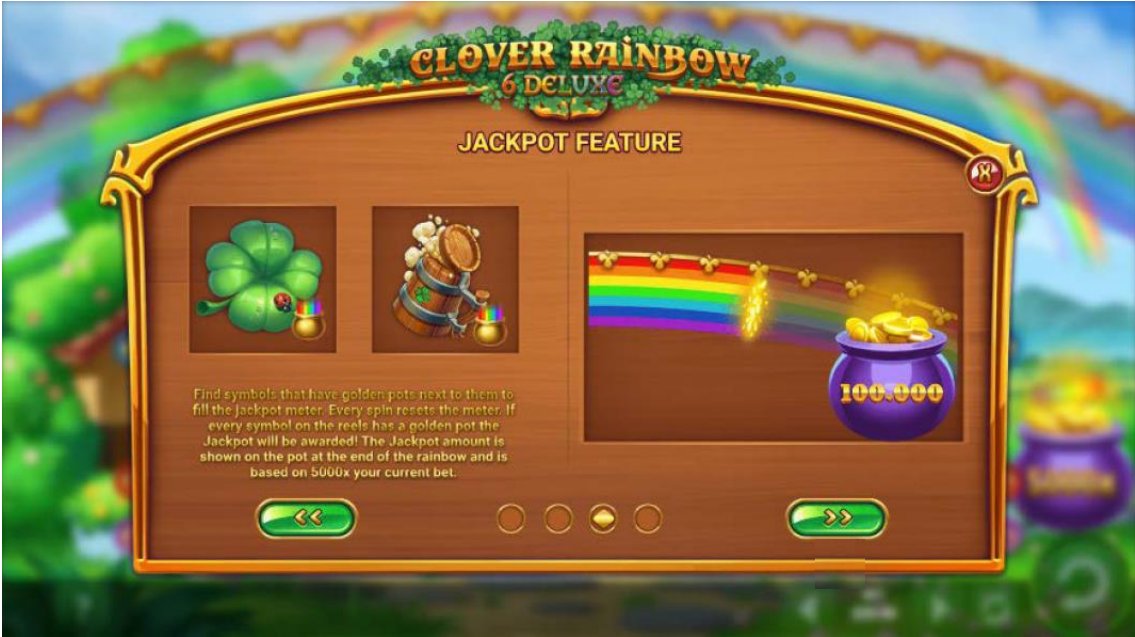 CLOVER RAINBOW
6 DELUXE
JACKPOT FEATURE
X
Find symbols that have golden pots next to them to
fill the jackpot meter. Every spin resets the meter. If
every symbol on the reels has a golden pot the
Jackpot will be awarded! The Jackpot amount is
shown on the pot at the end of the rainbow and is
based on 5000x your current bet.
100.000
5000x